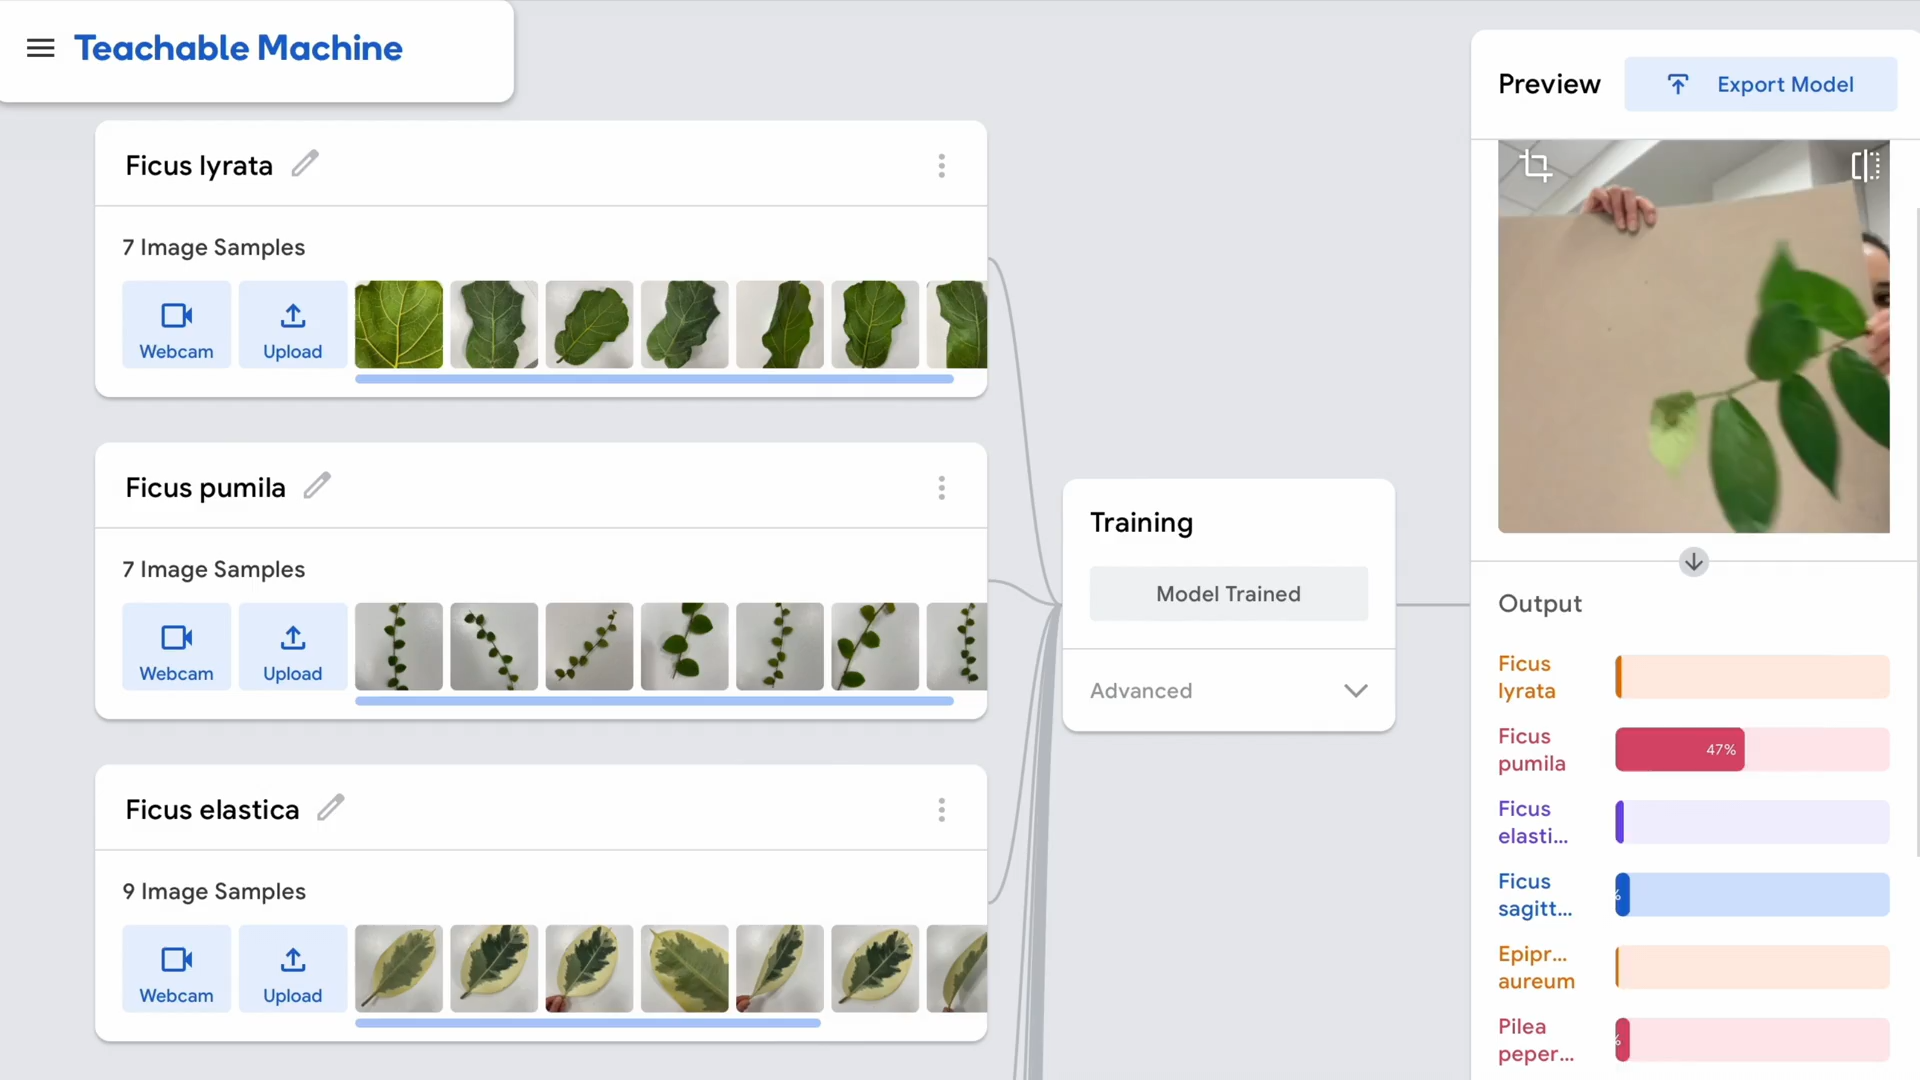 Teachable Machine
Ficus lyrata
7 Image Samples
Webcam
Upload
Ficus pumila
7 Image Samples
Webcam
Upload
Ficus elastica
9 Image Samples
Webcam
Upload
Training
Model Trained
Advanced
Preview
Export Model
Output
Ficus
lyrata
Ficus
pumila
47%
Ficus
elasti...
Ficus
sagitt...
%
Epipr...
aureum
Pilea
peper...
%